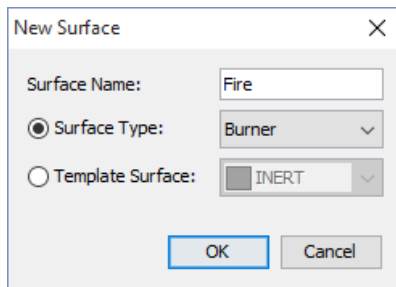 New Surface
Surface Name: Fire
Surface Type: Burner
Template Surface: INERT
OK Cancel